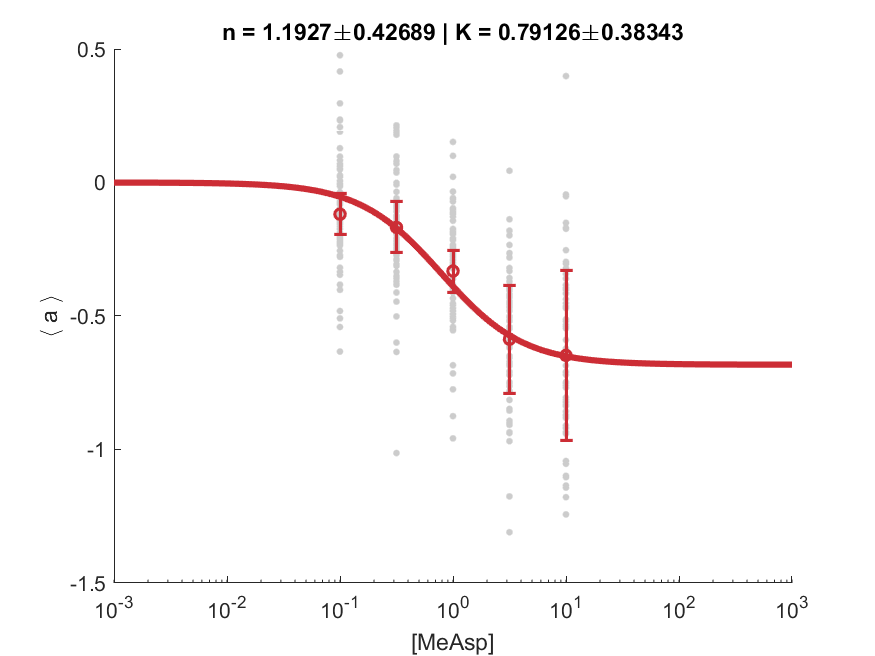 n = 1.1927±0.42689 | K = 0.79126±0.38343
0.5
0
-0.5
-1
-1.5
⟨ a ⟩
10^-3 10^-2 10^-1 10^0 10^1 10^2 10^3
[MeAsp]